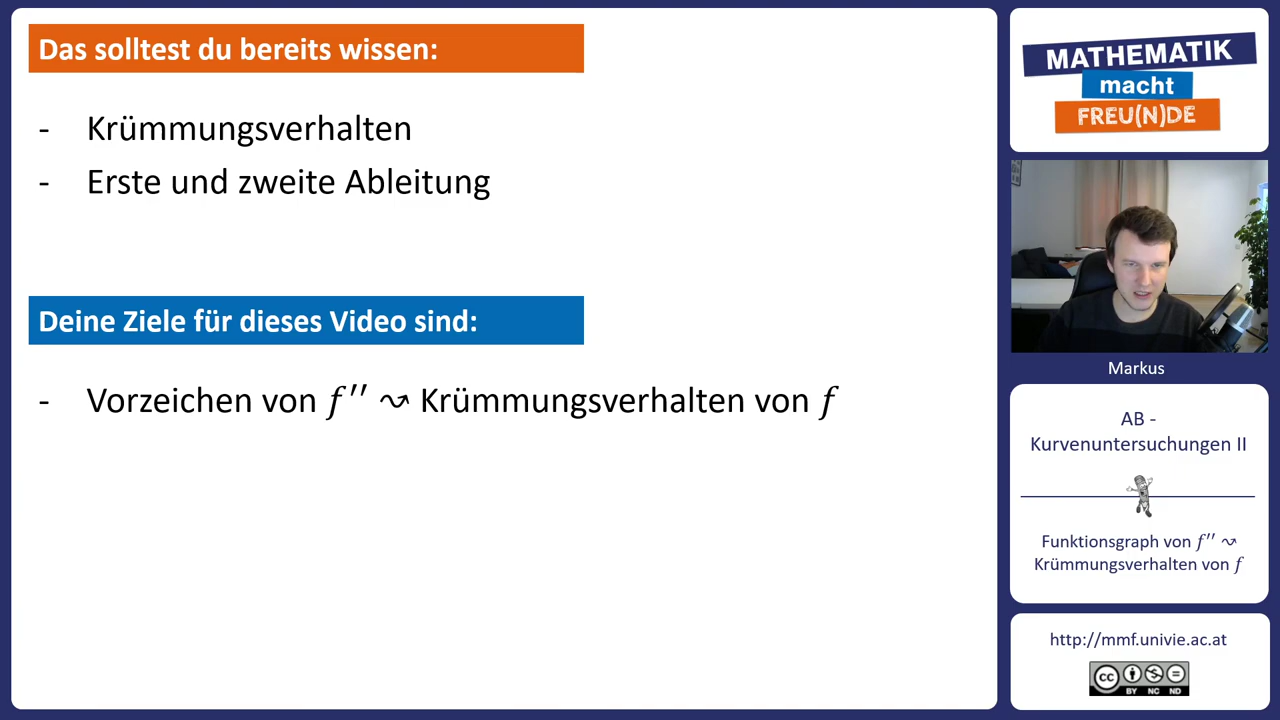 Das solltest du bereits wissen:
- Krümmungsverhalten
- Erste und zweite Ableitung
Deine Ziele für dieses Video sind:
- Vorzeichen von f′′ ⤳ Krümmungsverhalten von f
MATHEMATIK
macht
FREU(N)DE
Markus
AB -
Kurvenuntersuchungen II
Funktionsgraph von f′′ ⤳
Krümmungsverhalten von f
http://mmf.univie.ac.at
cc
BY NC ND